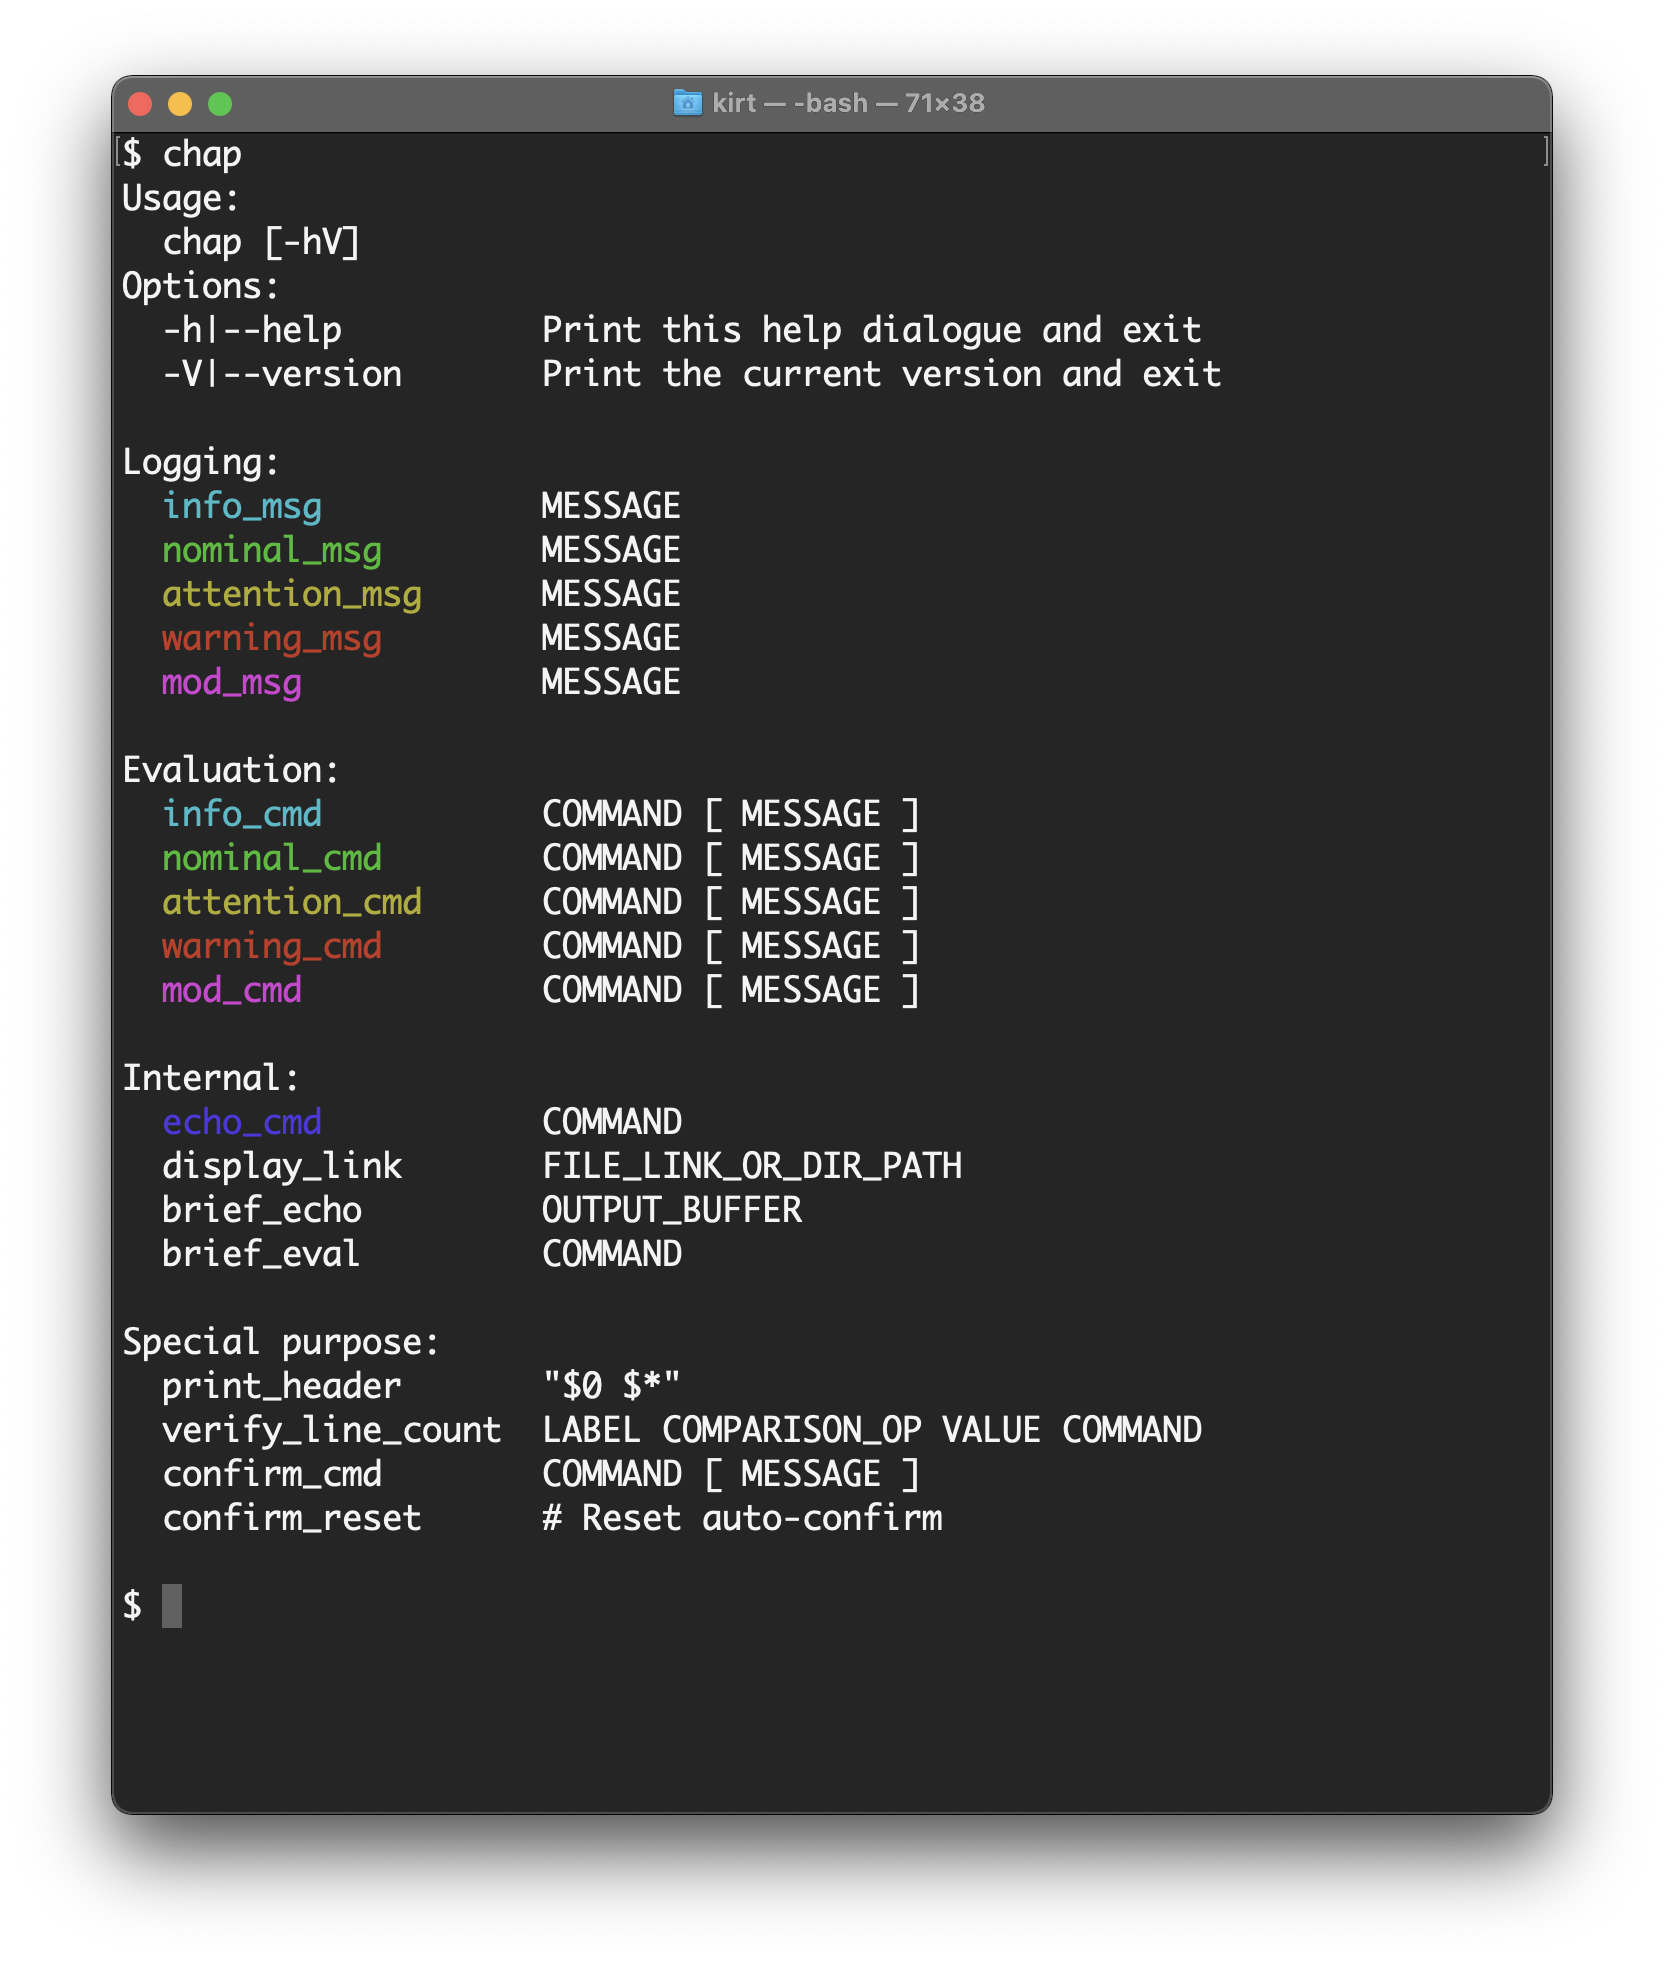 kirt — -bash — 71×38
$ chap
Usage:
  chap [-hV]
Options:
  -h|--help          Print this help dialogue and exit
  -V|--version       Print the current version and exit

Logging:
  info_msg           MESSAGE
  nominal_msg        MESSAGE
  attention_msg      MESSAGE
  warning_msg        MESSAGE
  mod_msg            MESSAGE

Evaluation:
  info_cmd           COMMAND [ MESSAGE ]
  nominal_cmd        COMMAND [ MESSAGE ]
  attention_cmd      COMMAND [ MESSAGE ]
  warning_cmd        COMMAND [ MESSAGE ]
  mod_cmd            COMMAND [ MESSAGE ]

Internal:
  echo_cmd           COMMAND
  display_link       FILE_LINK_OR_DIR_PATH
  brief_echo         OUTPUT_BUFFER
  brief_eval         COMMAND

Special purpose:
  print_header       "$0 $*"
  verify_line_count  LABEL COMPARISON_OP VALUE COMMAND
  confirm_cmd        COMMAND [ MESSAGE ]
  confirm_reset      # Reset auto-confirm

$